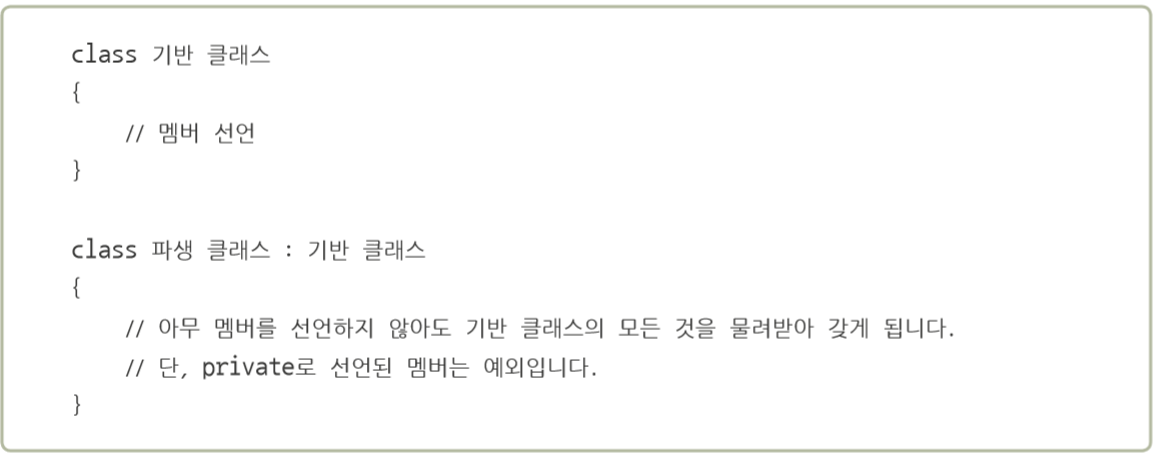 class 기반 클래스
{
// 멤버 선언
}
class 파생 클래스 : 기반 클래스
{
// 아무 멤버를 선언하지 않아도 기반 클래스의 모든 것을 물려받아 갖게 됩니다.
// 단, private로 선언된 멤버는 예외입니다.
}